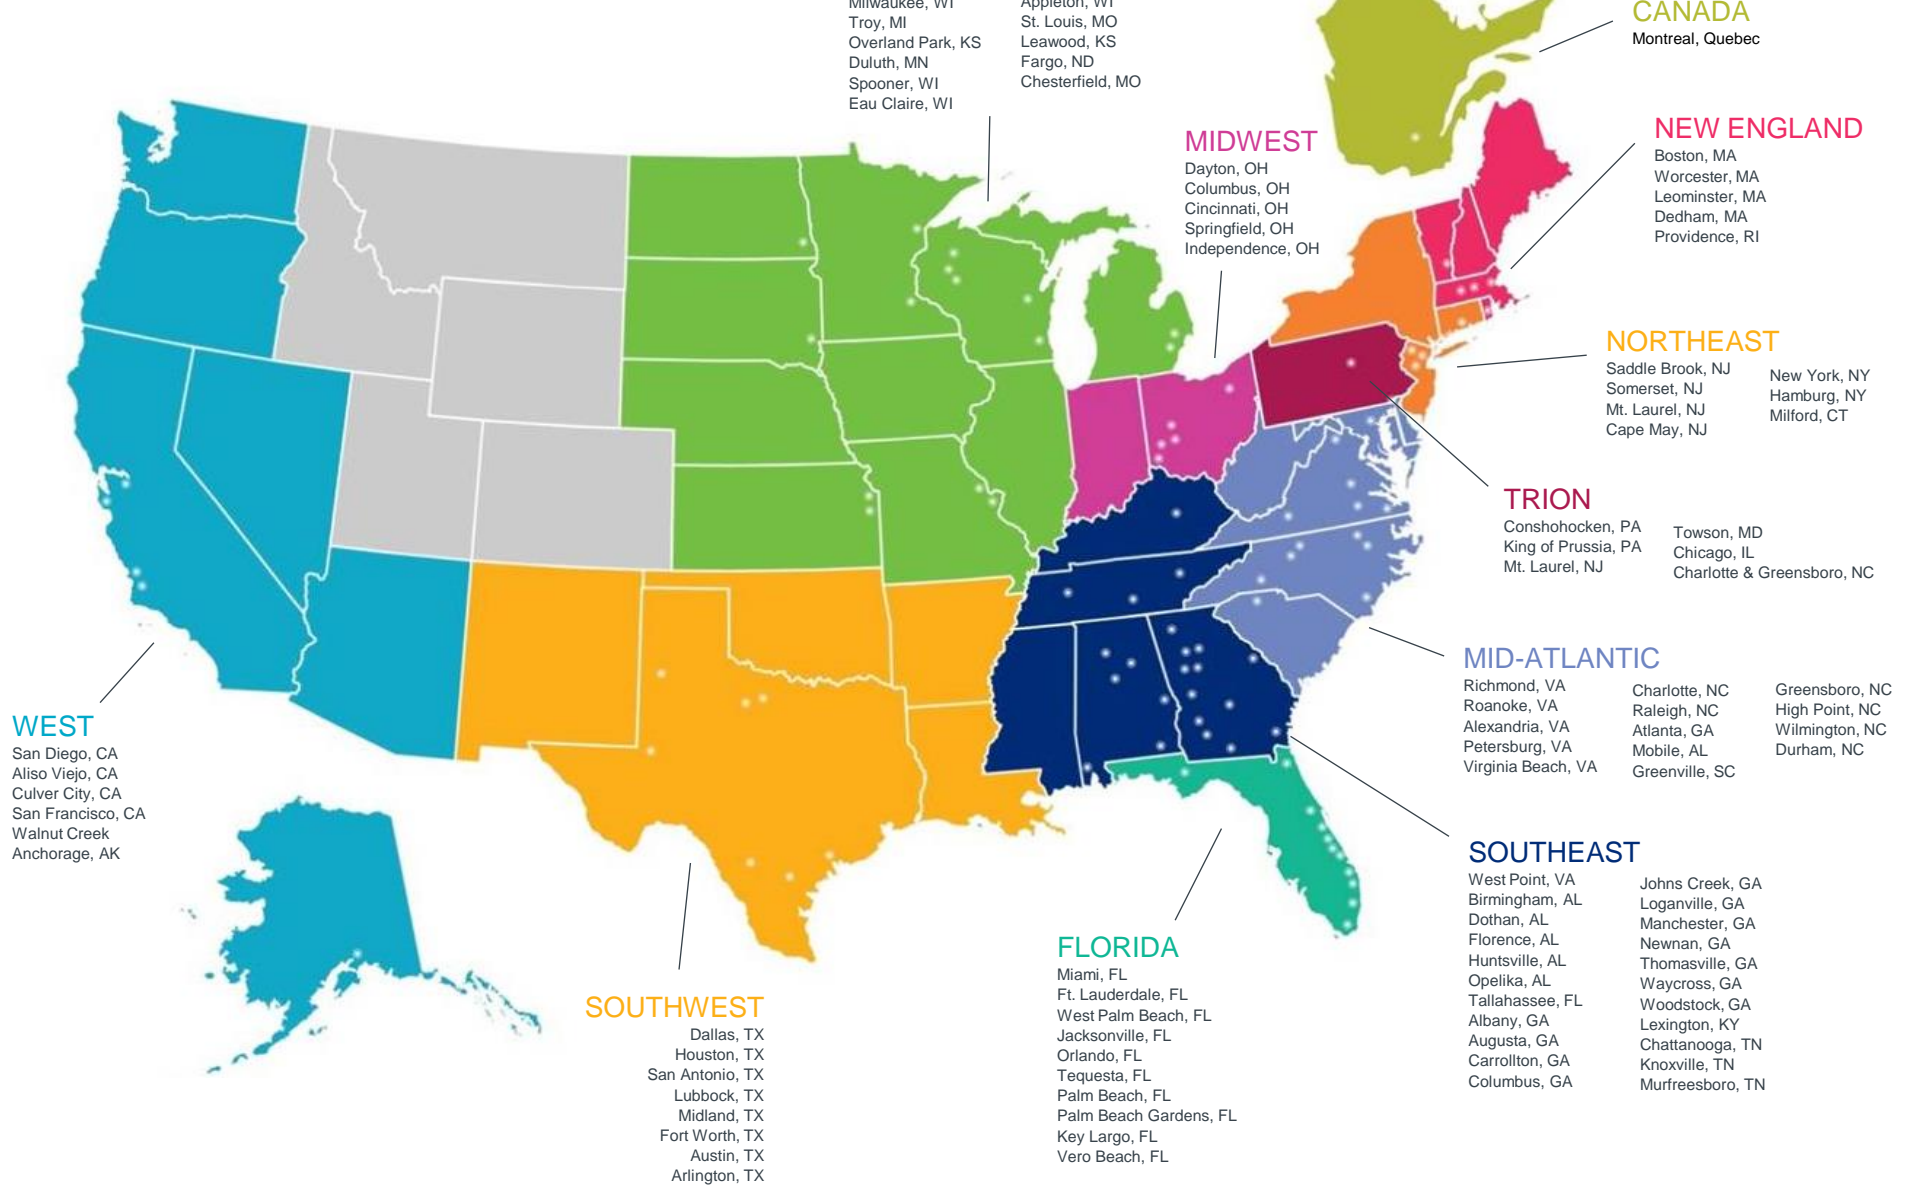 Milwaukee, WI
Troy, MI
Overland Park, KS
Duluth, MN
Spooner, WI
Eau Claire, WI
Appleton, WI
St. Louis, MO
Leawood, KS
Fargo, ND
Chesterfield, MO
CANADA
Montreal, Quebec
MIDWEST
Dayton, OH
Columbus, OH
Cincinnati, OH
Springfield, OH
Independence, OH
NEW ENGLAND
Boston, MA
Worcester, MA
Leominster, MA
Dedham, MA
Providence, RI
NORTHEAST
Saddle Brook, NJ
Somerset, NJ
Mt. Laurel, NJ
Cape May, NJ
New York, NY
Hamburg, NY
Milford, CT
TRION
Conshohocken, PA
King of Prussia, PA
Mt. Laurel, NJ
Towson, MD
Chicago, IL
Charlotte & Greensboro, NC
MID-ATLANTIC
Richmond, VA
Roanoke, VA
Alexandria, VA
Petersburg, VA
Virginia Beach, VA
Charlotte, NC
Raleigh, NC
Atlanta, GA
Mobile, AL
Greenville, SC
Greensboro, NC
High Point, NC
Wilmington, NC
Durham, NC
WEST
San Diego, CA
Aliso Viejo, CA
Culver City, CA
San Francisco, CA
Walnut Creek
Anchorage, AK
SOUTHEAST
West Point, VA
Birmingham, AL
Dothan, AL
Florence, AL
Huntsville, AL
Opelika, AL
Tallahassee, FL
Albany, GA
Augusta, GA
Carrollton, GA
Columbus, GA
Johns Creek, GA
Loganville, GA
Manchester, GA
Newnan, GA
Thomasville, GA
Waycross, GA
Woodstock, GA
Lexington, KY
Chattanooga, TN
Knoxville, TN
Murfreesboro, TN
FLORIDA
Miami, FL
Ft. Lauderdale, FL
West Palm Beach, FL
Jacksonville, FL
Orlando, FL
Tequesta, FL
Palm Beach, FL
Palm Beach Gardens, FL
Key Largo, FL
Vero Beach, FL
SOUTHWEST
Dallas, TX
Houston, TX
San Antonio, TX
Lubbock, TX
Midland, TX
Fort Worth, TX
Austin, TX
Arlington, TX